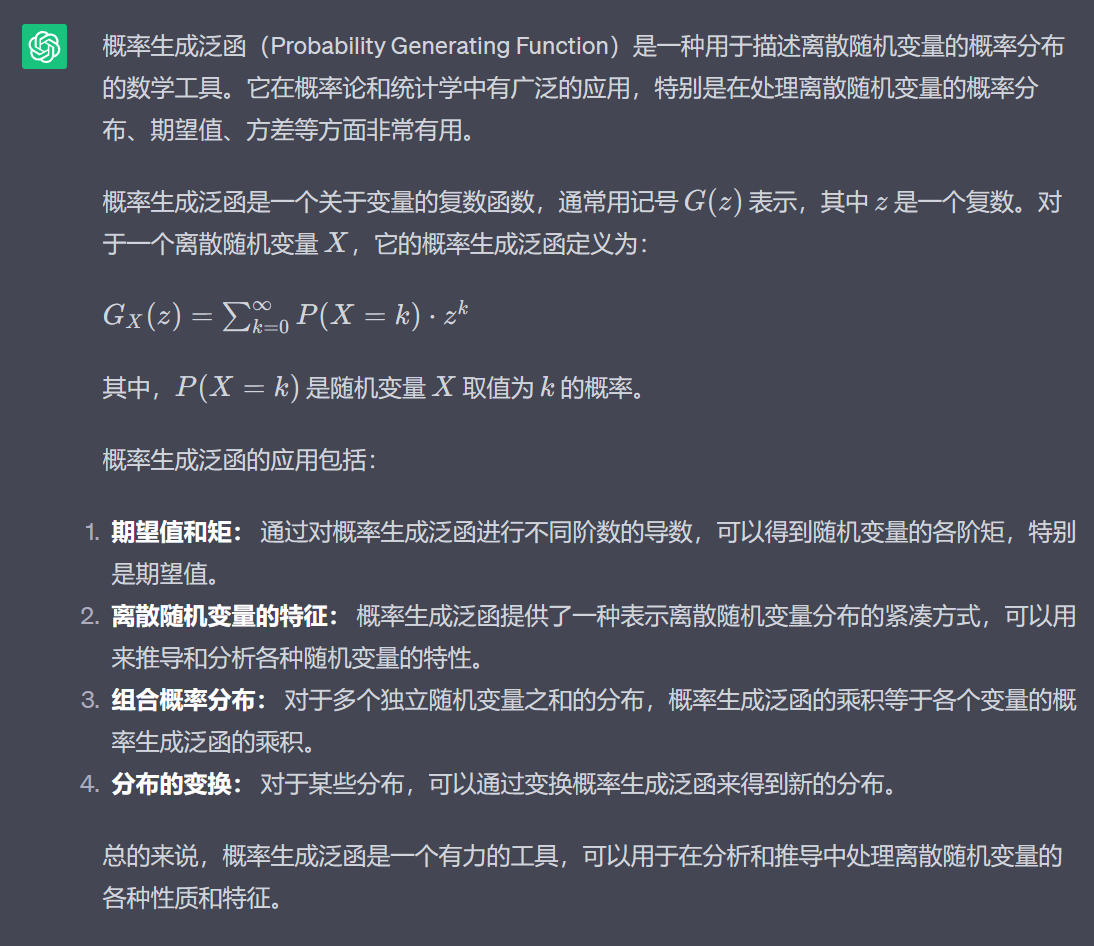 概率生成泛函（Probability Generating Function）是一种用于描述离散随机变量的概率分布
的数学工具。它在概率论和统计学中有广泛的应用，特别是在处理离散随机变量的概率分
布、期望值、方差等方面非常有用。
概率生成泛函是一个关于变量的复数函数，通常用记号 G(z) 表示，其中 z 是一个复数。对
于一个离散随机变量 X，它的概率生成泛函定义为：
G_X(z) = ∑_{k=0}^{∞} P(X = k) · z^k
其中，P(X = k) 是随机变量 X 取值为 k 的概率。
概率生成泛函的应用包括：
1. 期望值和矩： 通过对概率生成泛函进行不同阶数的导数，可以得到随机变量的各阶矩，特别
是期望值。
2. 离散随机变量的特征： 概率生成泛函提供了一种表示离散随机变量分布的紧凑方式，可以用
来推导和分析各种随机变量的特性。
3. 组合概率分布： 对于多个独立随机变量之和的分布，概率生成泛函的乘积等于各个变量的概
率生成泛函的乘积。
4. 分布的变换： 对于某些分布，可以通过变换概率生成泛函来得到新的分布。
总的来说，概率生成泛函是一个有力的工具，可以用于在分析和推导中处理离散随机变量的
各种性质和特征。